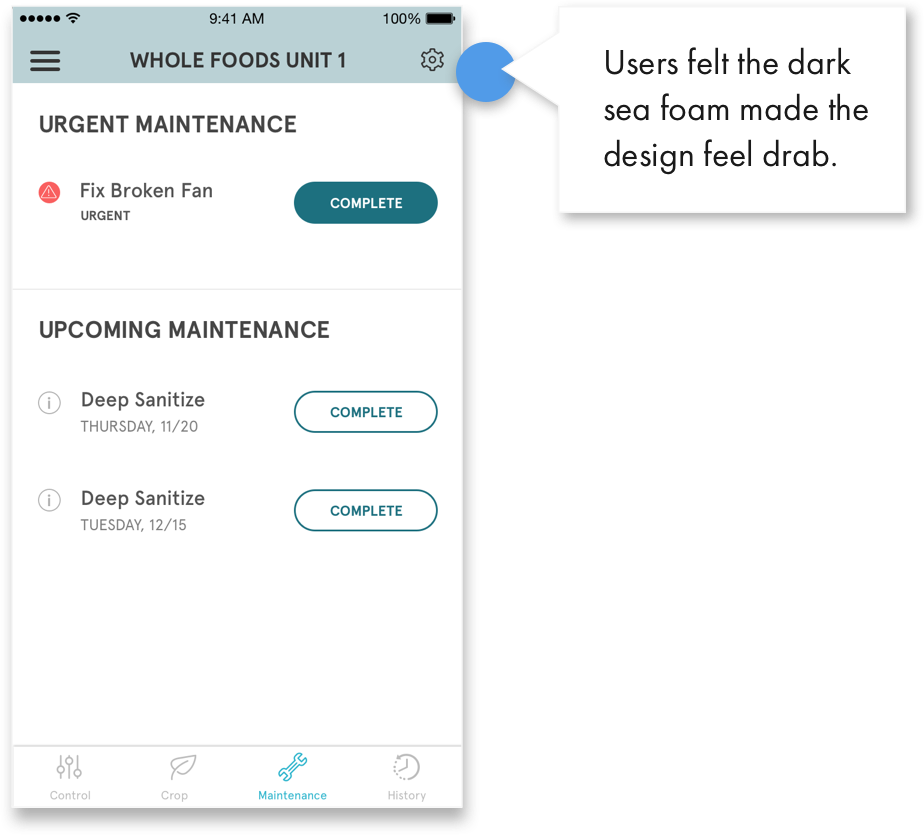 9:41 AM 100%
WHOLE FOODS UNIT 1
Users felt the dark
sea foam made the
design feel drab.
URGENT MAINTENANCE
Fix Broken Fan
URGENT
COMPLETE
UPCOMING MAINTENANCE
Deep Sanitize
THURSDAY, 11/20
COMPLETE
Deep Sanitize
TUESDAY, 12/15
COMPLETE
Control Crop Maintenance History